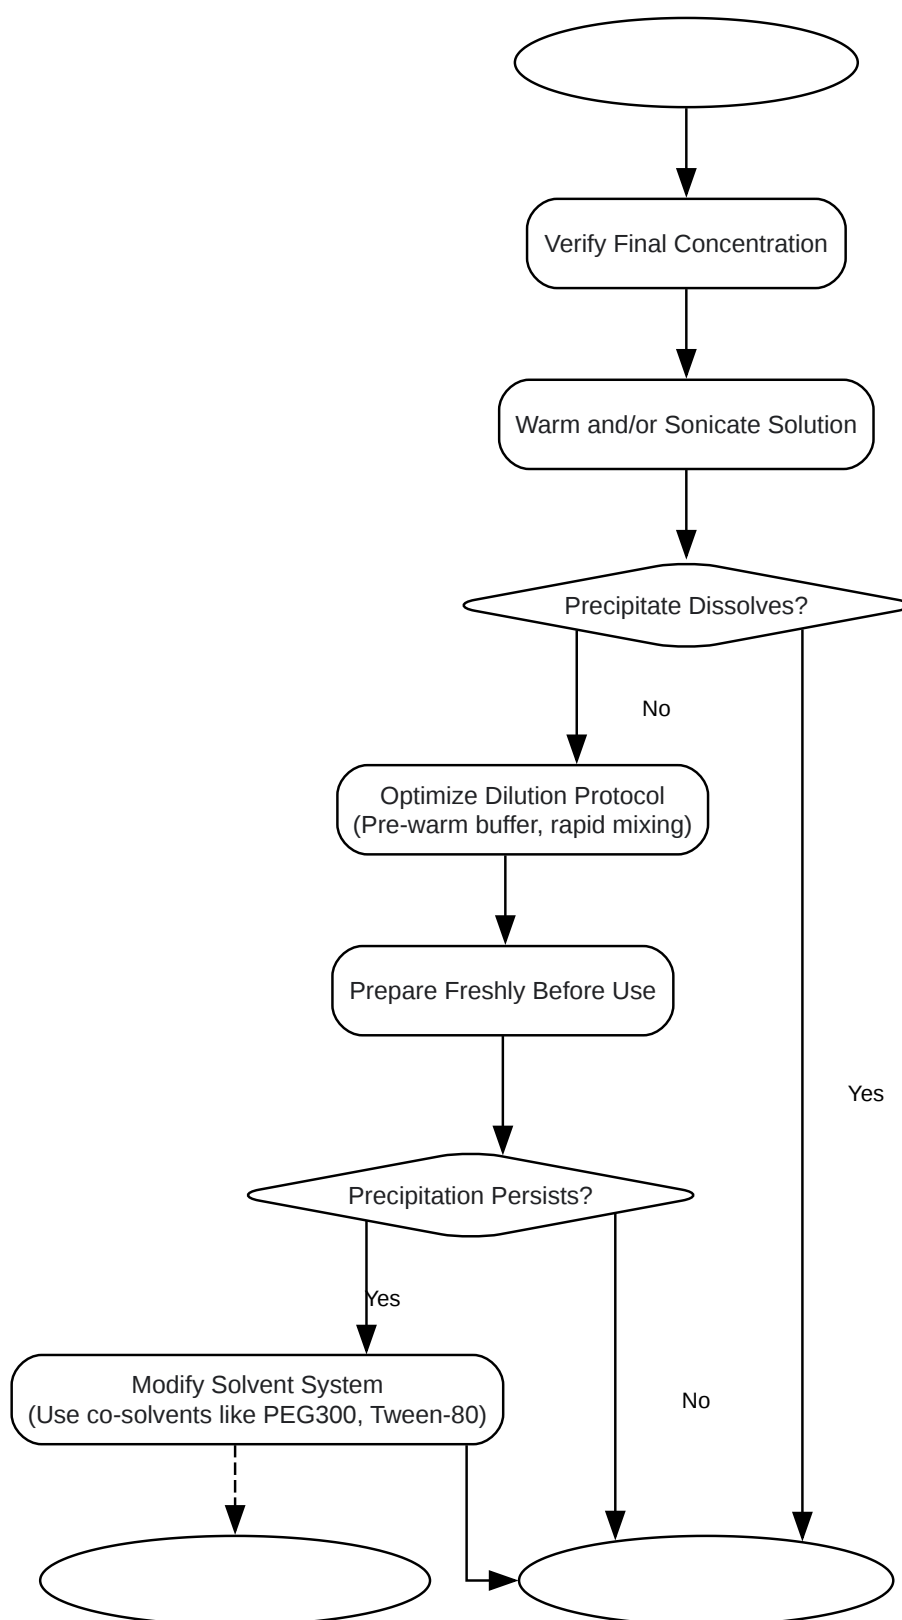 Verify Final Concentration
Warm and/or Sonicate Solution
Precipitate Dissolves?
No
Optimize Dilution Protocol
(Pre-warm buffer, rapid mixing)
Prepare Freshly Before Use
Yes
Precipitation Persists?
Yes
Modify Solvent System
(Use co-solvents like PEG300, Tween-80)
No